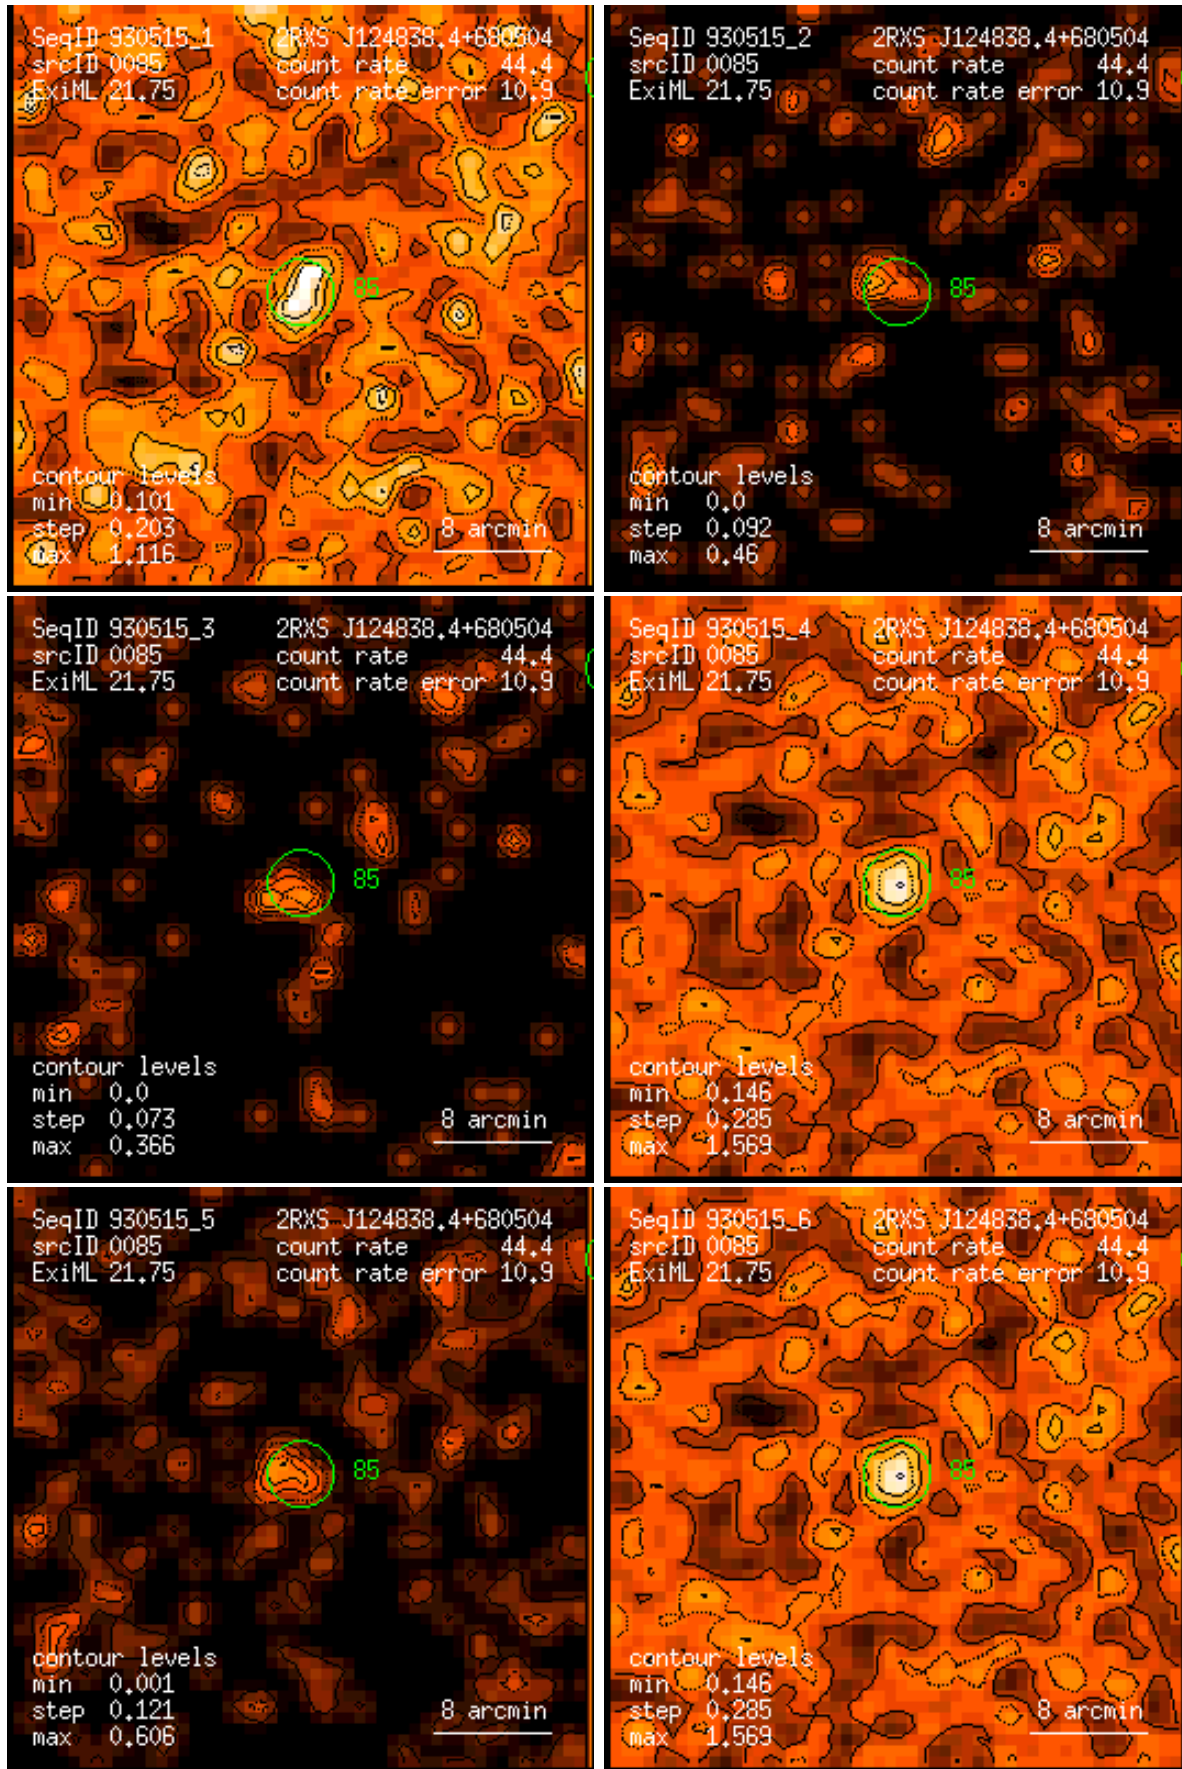 SeqID 930515_1 2RXS J124838.4+680504
srcID 0085 count rate 44.4
ExiML 21.75 count rate error 10.9
85
contour levels
min 0.101
step 0.203 8 arcmin
max 1.116
SeqID 930515_2 2RXS J124838.4+680504
srcID 0085 count rate 44.4
ExiML 21.75 count rate error 10.9
85
contour levels
min 0.0
step 0.092 8 arcmin
max 0.46
SeqID 930515_3 2RXS J124838.4+680504
srcID 0085 count rate 44.4
ExiML 21.75 count rate error 10.9
85
contour levels
min 0.0
step 0.073 8 arcmin
max 0.366
SeqID 930515_4 2RXS J124838.4+680504
srcID 0085 count rate 44.4
ExiML 21.75 count rate error 10.9
85
contour levels
min 0.146
step 0.285 8 arcmin
max 1.569
SeqID 930515_5 2RXS J124838.4+680504
srcID 0085 count rate 44.4
ExiML 21.75 count rate error 10.9
85
contour levels
min 0.001
step 0.121 8 arcmin
max 0.606
SeqID 930515_6 2RXS J124838.4+680504
srcID 0085 count rate 44.4
ExiML 21.75 count rate error 10.9
85
contour levels
min 0.146
step 0.285 8 arcmin
max 1.569